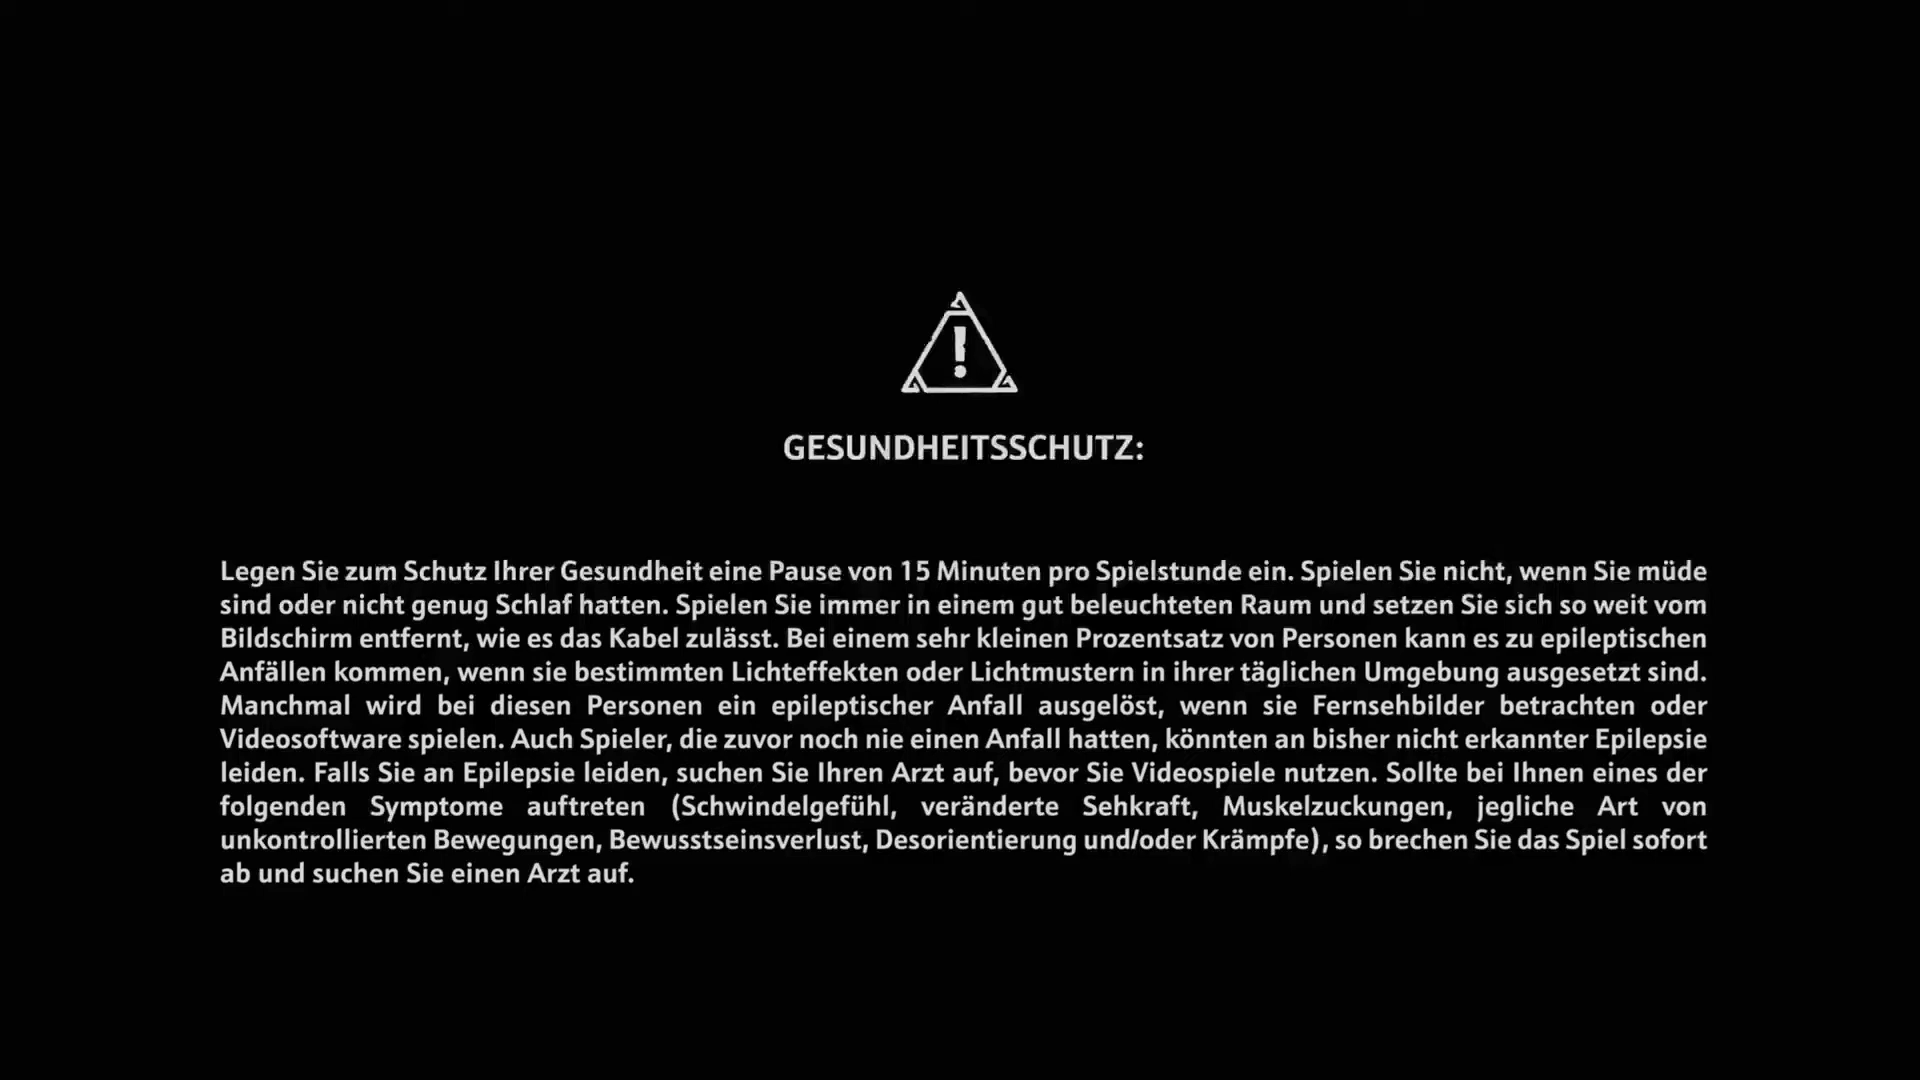 GESUNDHEITSSCHUTZ:
Legen Sie zum Schutz Ihrer Gesundheit eine Pause von 15 Minuten pro Spielstunde ein. Spielen Sie nicht, wenn Sie müde
sind oder nicht genug Schlaf hatten. Spielen Sie immer in einem gut beleuchteten Raum und setzen Sie sich so weit vom
Bildschirm entfernt, wie es das Kabel zulässt. Bei einem sehr kleinen Prozentsatz von Personen kann es zu epileptischen
Anfällen kommen, wenn sie bestimmten Lichteffekten oder Lichtmustern in ihrer täglichen Umgebung ausgesetzt sind.
Manchmal wird bei diesen Personen ein epileptischer Anfall ausgelöst, wenn sie Fernsehbilder betrachten oder
Videosoftware spielen. Auch Spieler, die zuvor noch nie einen Anfall hatten, könnten an bisher nicht erkannter Epilepsie
leiden. Falls Sie an Epilepsie leiden, suchen Sie Ihren Arzt auf, bevor Sie Videospiele nutzen. Sollte bei Ihnen eines der
folgenden Symptome auftreten (Schwindelgefühl, veränderte Sehkraft, Muskelzuckungen, jegliche Art von
unkontrollierten Bewegungen, Bewusstseinsverlust, Desorientierung und/oder Krämpfe), so brechen Sie das Spiel sofort
ab und suchen Sie einen Arzt auf.